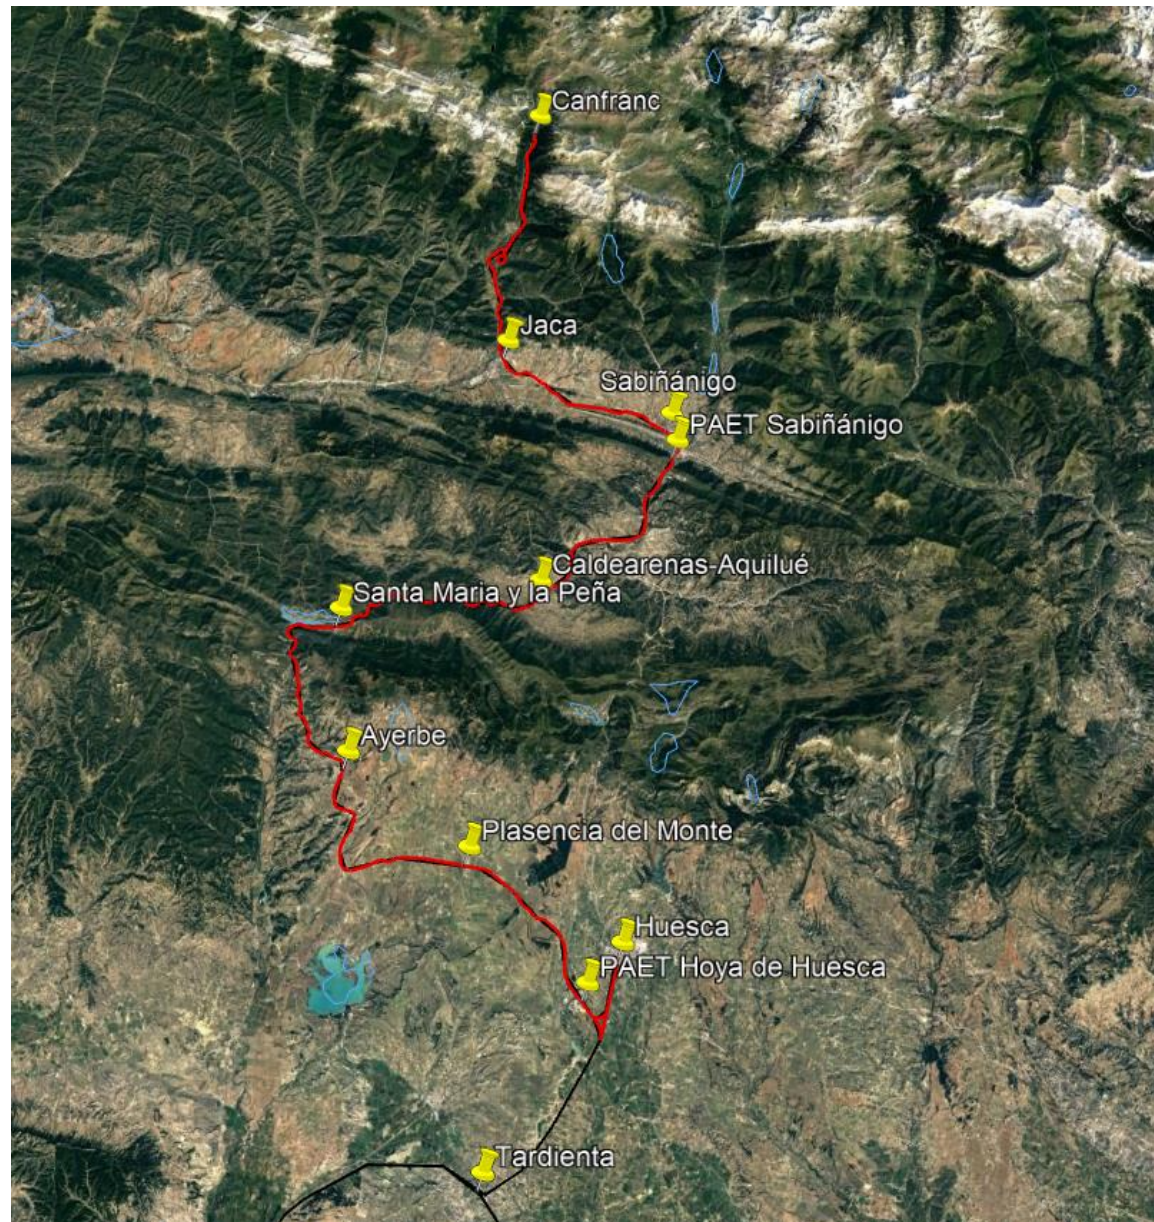 Canfranc
Jaca
Sabiñánigo
PAET Sabiñánigo
Caldearenas-Aquilué
Santa Maria y la Peña
Ayerbe
Plasencia del Monte
Huesca
PAET Hoya de Huesca
Tardienta